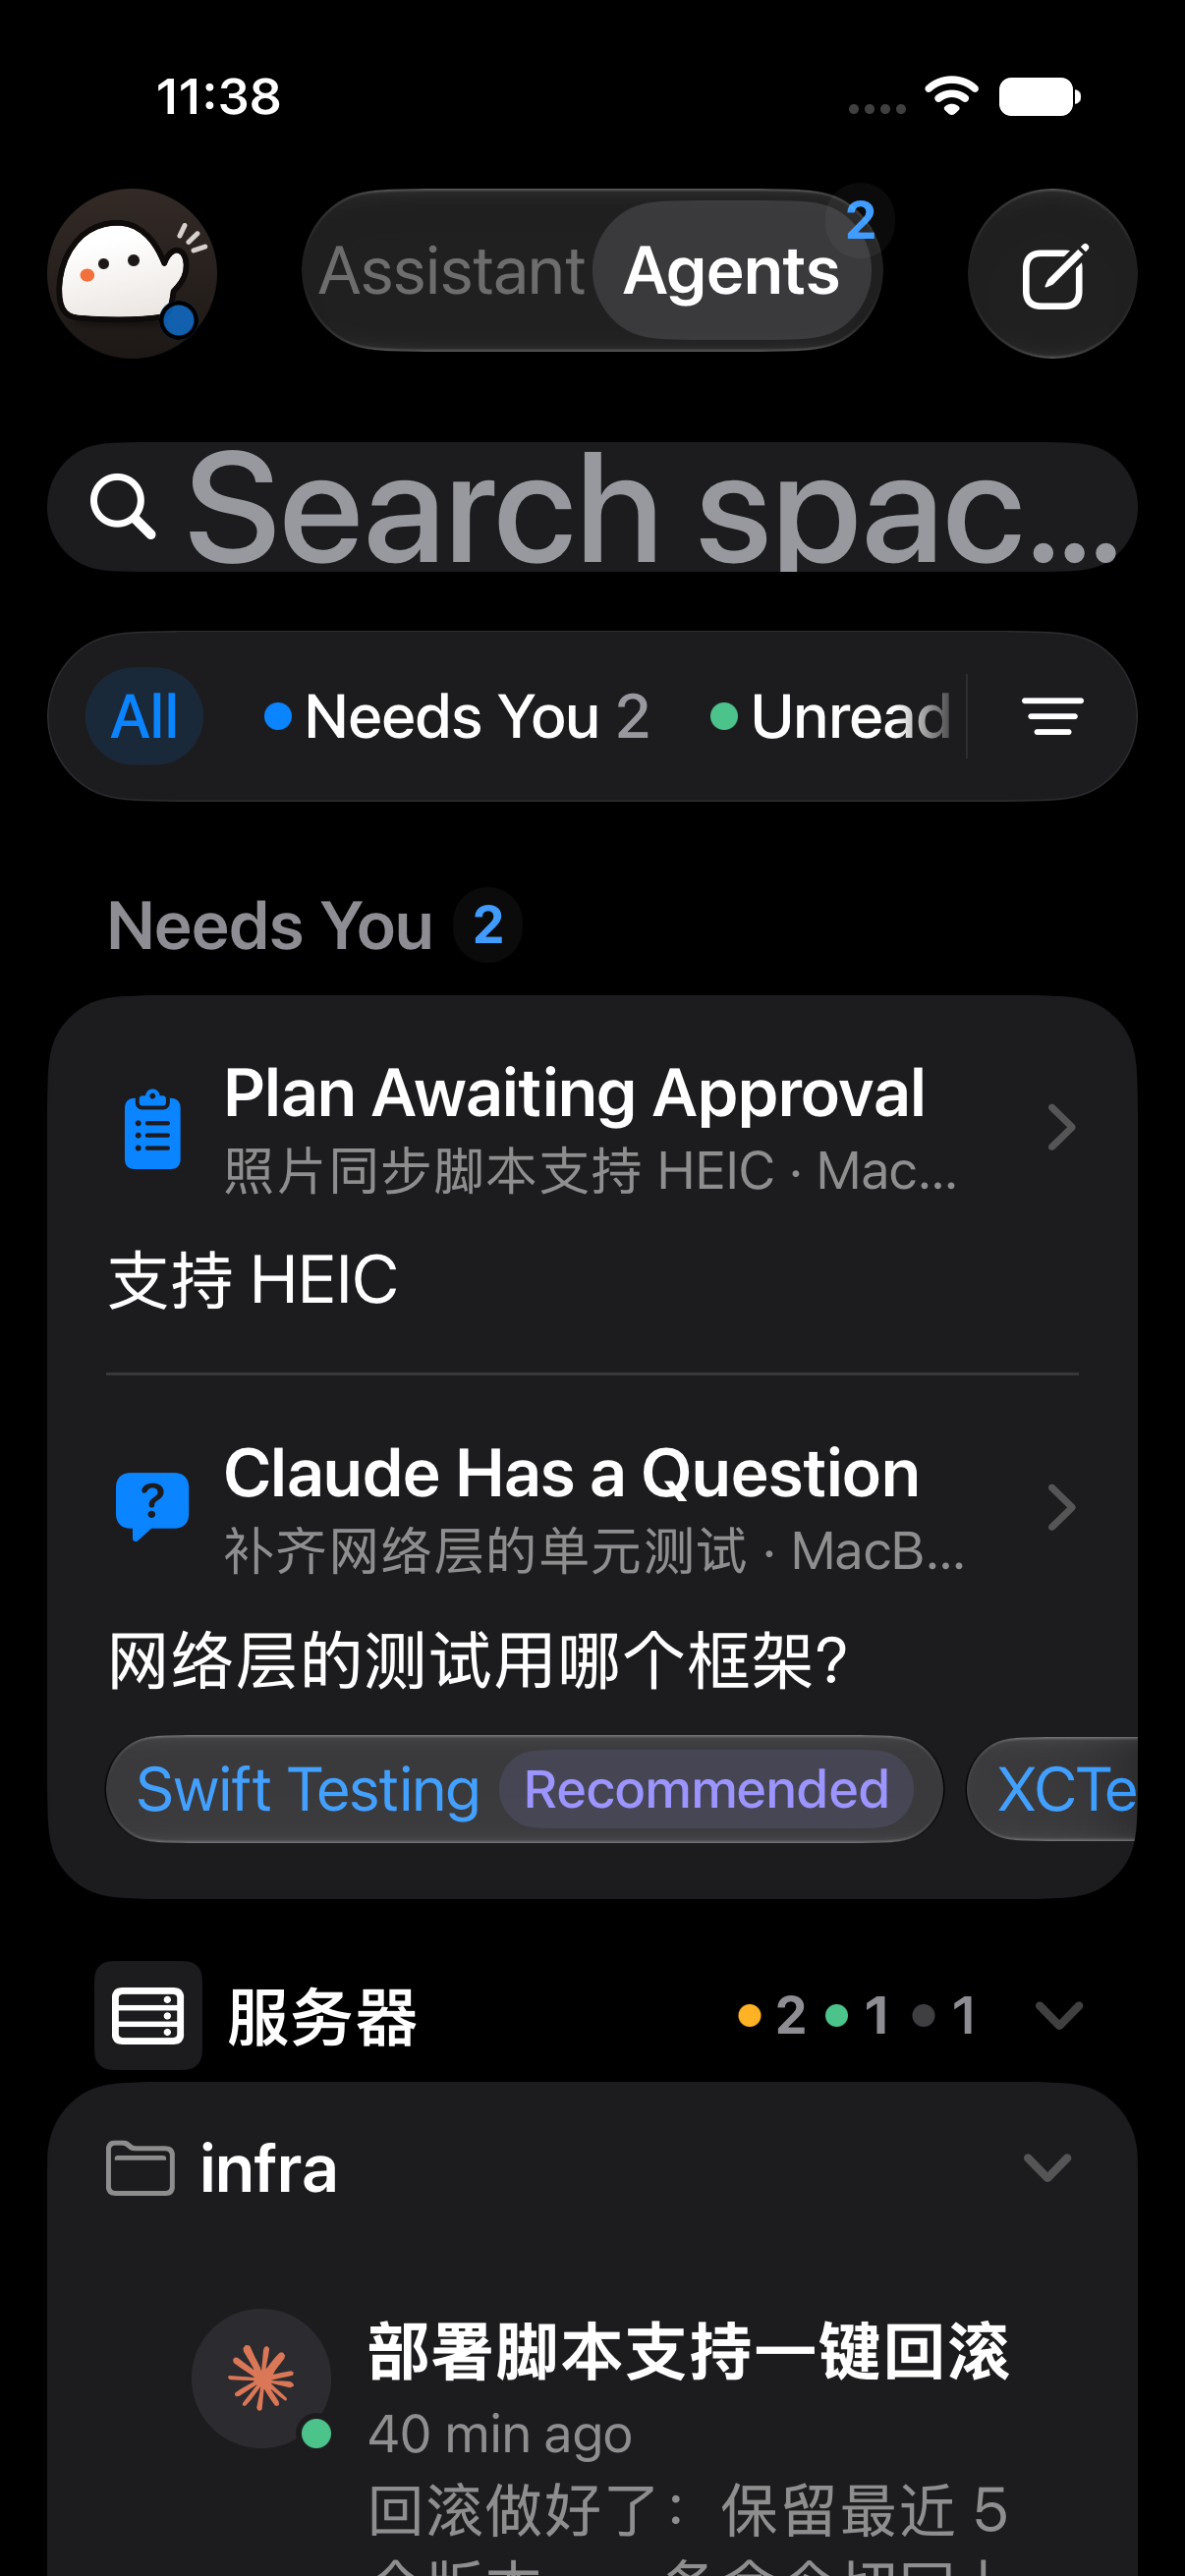 11:38
Assistant Agents 2
Search spac...
All Needs You 2 Unread
Needs You 2
Plan Awaiting Approval
照片同步脚本支持 HEIC · Mac...
支持 HEIC
Claude Has a Question
补齐网络层的单元测试 · MacB...
网络层的测试用哪个框架?
Swift Testing Recommended XCTe
服务器 2 1 1
infra
部署脚本支持一键回滚
40 min ago
回滚做好了：保留最近 5